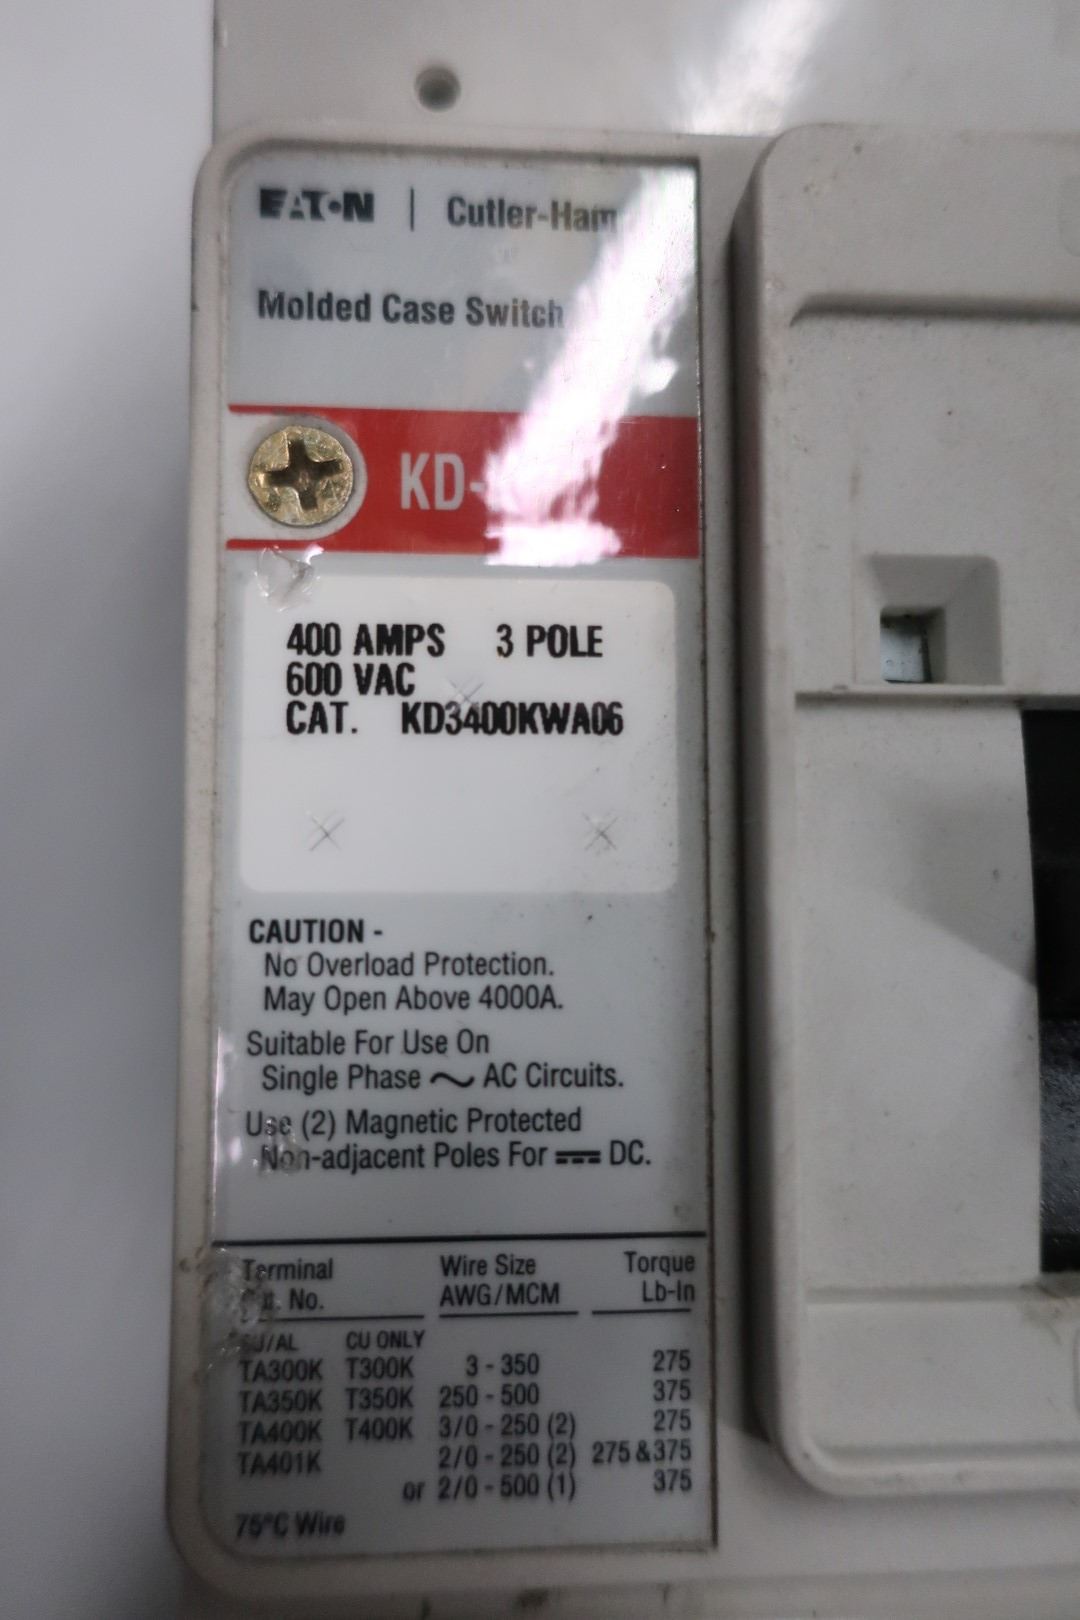 EATON | Cutler-Ham
Molded Case Switch
KD-
400 AMPS 3 POLE
600 VAC
CAT. KD3400KWA06
CAUTION -
No Overload Protection.
May Open Above 4000A.
Suitable For Use On
Single Phase ~ AC Circuits.
Use (2) Magnetic Protected
Non-adjacent Poles For ⎓ DC.
Terminal Wire Size Torque
Cat. No. AWG/MCM Lb-In
CU/AL CU ONLY
TA300K T300K 3 - 350 275
TA350K T350K 250 - 500 375
TA400K T400K 3/0 - 250 (2) 275
TA401K 2/0 - 250 (2) 275 & 375
or 2/0 - 500 (1) 375
75°C Wire